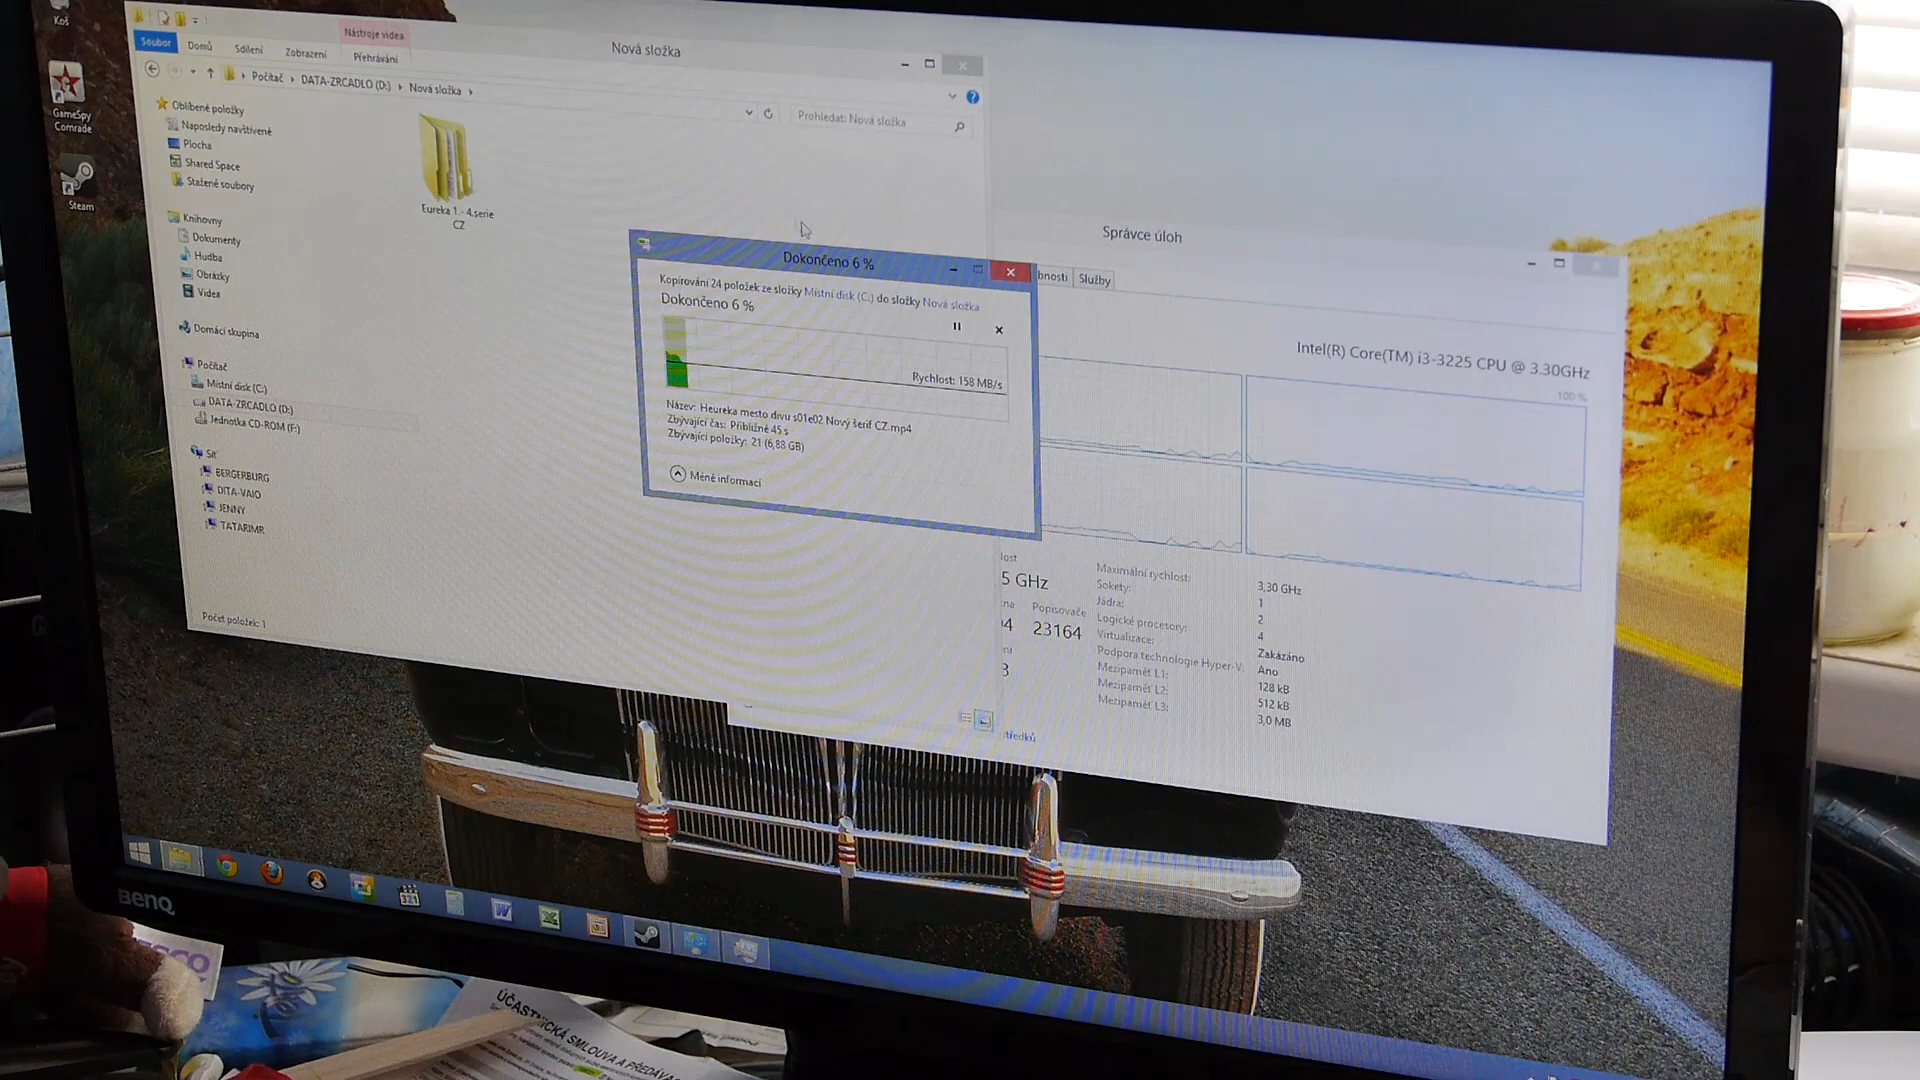 Koš
GameSpy
Comrade
Steam
Nástroje videa
Soubor
Domů
Sdílení
Zobrazení
Přehrávání
Nová složka
Počítač
DATA-ZRCADLO (D:)
Nová složka
Prohledat: Nová složka
Oblíbené položky
Naposledy navštívené
Plocha
Shared Space
Stažené soubory
Knihovny
Dokumenty
Hudba
Obrázky
Videa
Domácí skupina
Počítač
Místní disk (C:)
DATA-ZRCADLO (D:)
Jednotka CD-ROM (F:)
Síť
BERGERBURG
DITA-VAIO
JENNY
TATARIMR
Počet položek: 1
Eureka 1.- 4.serie
CZ
Dokončeno 6 %
Kopírování 24 položek ze složky Místní disk (C:) do složky Nová složka
Dokončeno 6 %
Rychlost: 158 MB/s
Název: Heureka mesto divu s01e02 Nový šerif CZ.mp4
Zbývající čas: Přibližně 45 s
Zbývající položky: 21 (6,88 GB)
Méně informací
Správce úloh
bnosti
Služby
Intel(R) Core(TM) i3-3225 CPU @ 3.30GHz
100 %
lost
5 GHz
Popisovače
23164
Maximální rychlost:
3,30 GHz
Sokety:
1
Jádra:
2
Logické procesory:
4
Virtualizace:
Zakázáno
Podpora technologie Hyper-V:
Ano
Mezipaměť L1:
128 kB
Mezipaměť L2:
512 kB
Mezipaměť L3:
3,0 MB
středků
BenQ
ÚČASTNICKÁ SMLOUVA A PŘEDÁVA